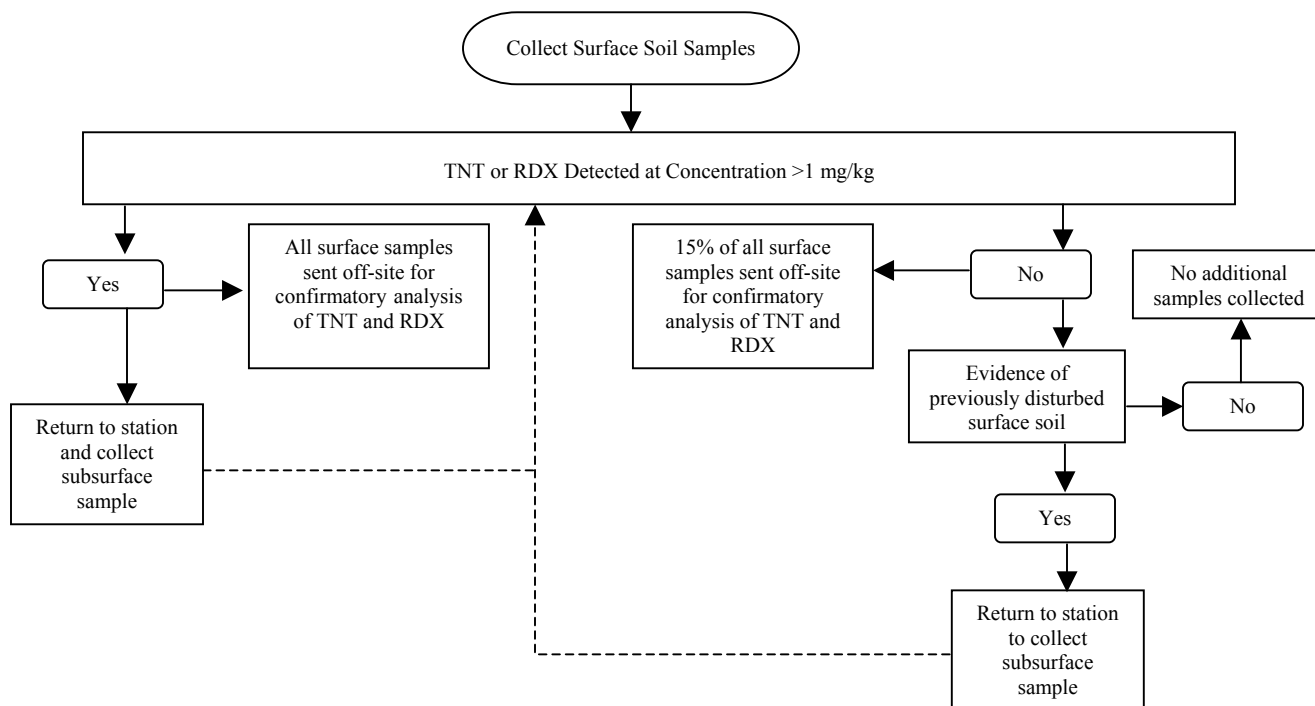 Collect Surface Soil Samples
TNT or RDX Detected at Concentration >1 mg/kg
Yes
All surface samples
sent off-site for
confirmatory analysis
of TNT and RDX
15% of all surface
samples sent off-site
for confirmatory
analysis of TNT and
RDX
No
No additional
samples collected
Evidence of
previously disturbed
surface soil
No
Return to station
and collect
subsurface
sample
Yes
Return to station
to collect
subsurface
sample